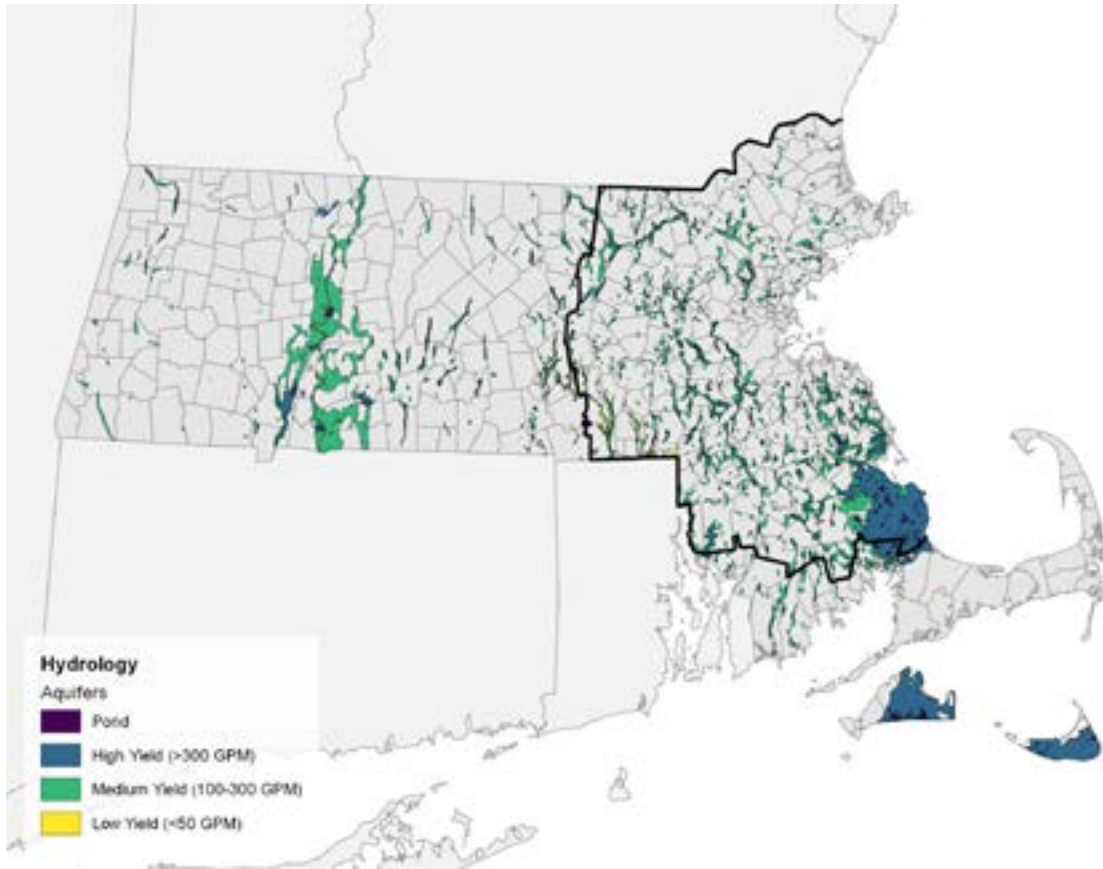 Hydrology
Aquifers
Pond
High Yield (>300 GPM)
Medium Yield (100-300 GPM)
Low Yield (<50 GPM)